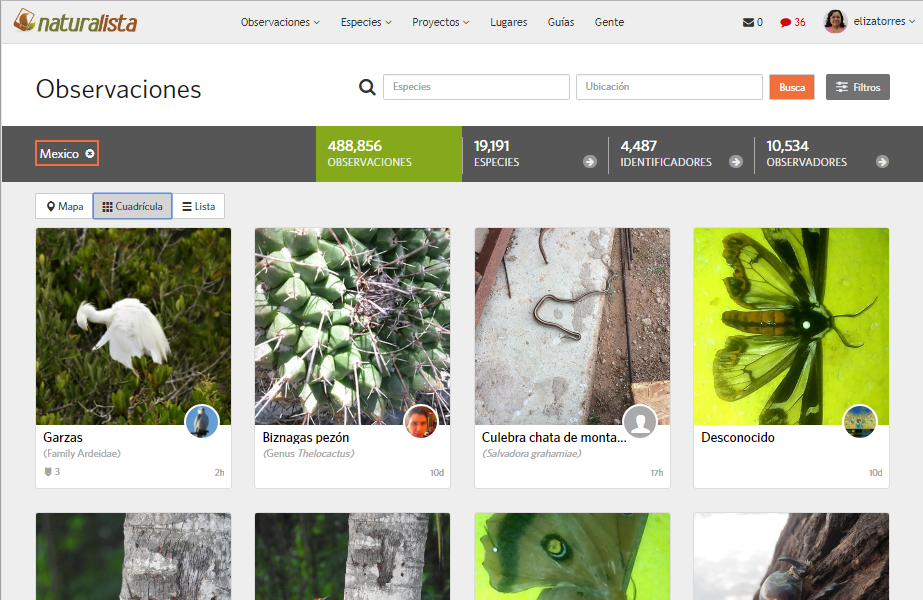 naturalista
Observaciones Especies Proyectos Lugares Guías Gente 0 36 elizatorres
Observaciones
Especies Ubicación Busca Filtros
Mexico
488,856 19,191 4,487 10,534
OBSERVACIONES ESPECIES IDENTIFICADORES OBSERVADORES
Mapa Cuadrícula Lista
Garzas
(Family Ardeidae)
3 2h
Biznagas pezón
(Genus Thelocactus)
10d
Culebra chata de monta...
(Salvadora grahamiae)
17h
Desconocido
10d